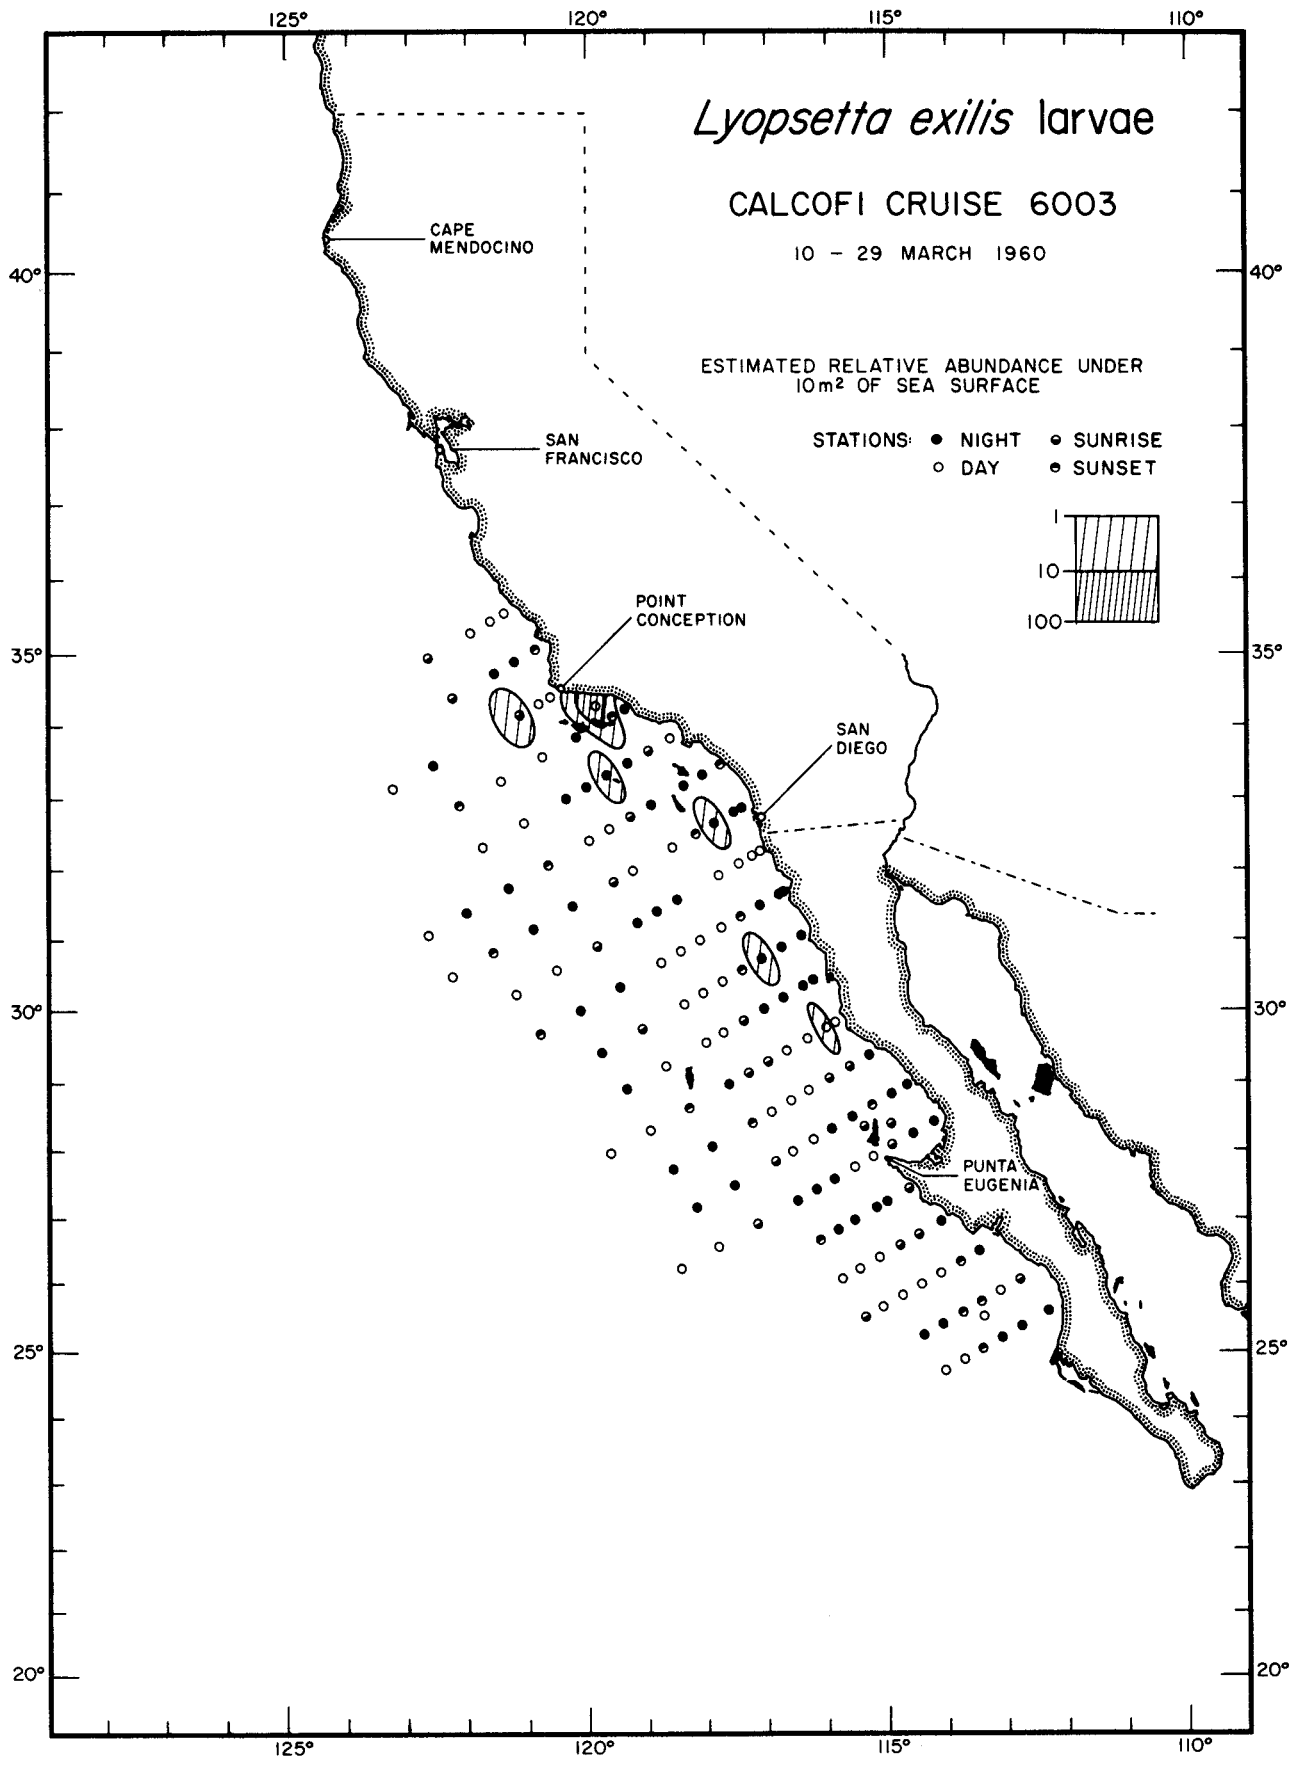 125°
120°
115°
110°
Lyopsetta exilis larvae
CALCOFI CRUISE 6003
10 – 29 MARCH 1960
CAPE
MENDOCINO
40°
40°
ESTIMATED RELATIVE ABUNDANCE UNDER
10m² OF SEA SURFACE
STATIONS: ● NIGHT SUNRISE
○ DAY SUNSET
SAN
FRANCISCO
1
10
100
POINT
CONCEPTION
35°
35°
SAN
DIEGO
30°
30°
PUNTA
EUGENIA
25°
25°
20°
20°
125°
120°
115°
110°